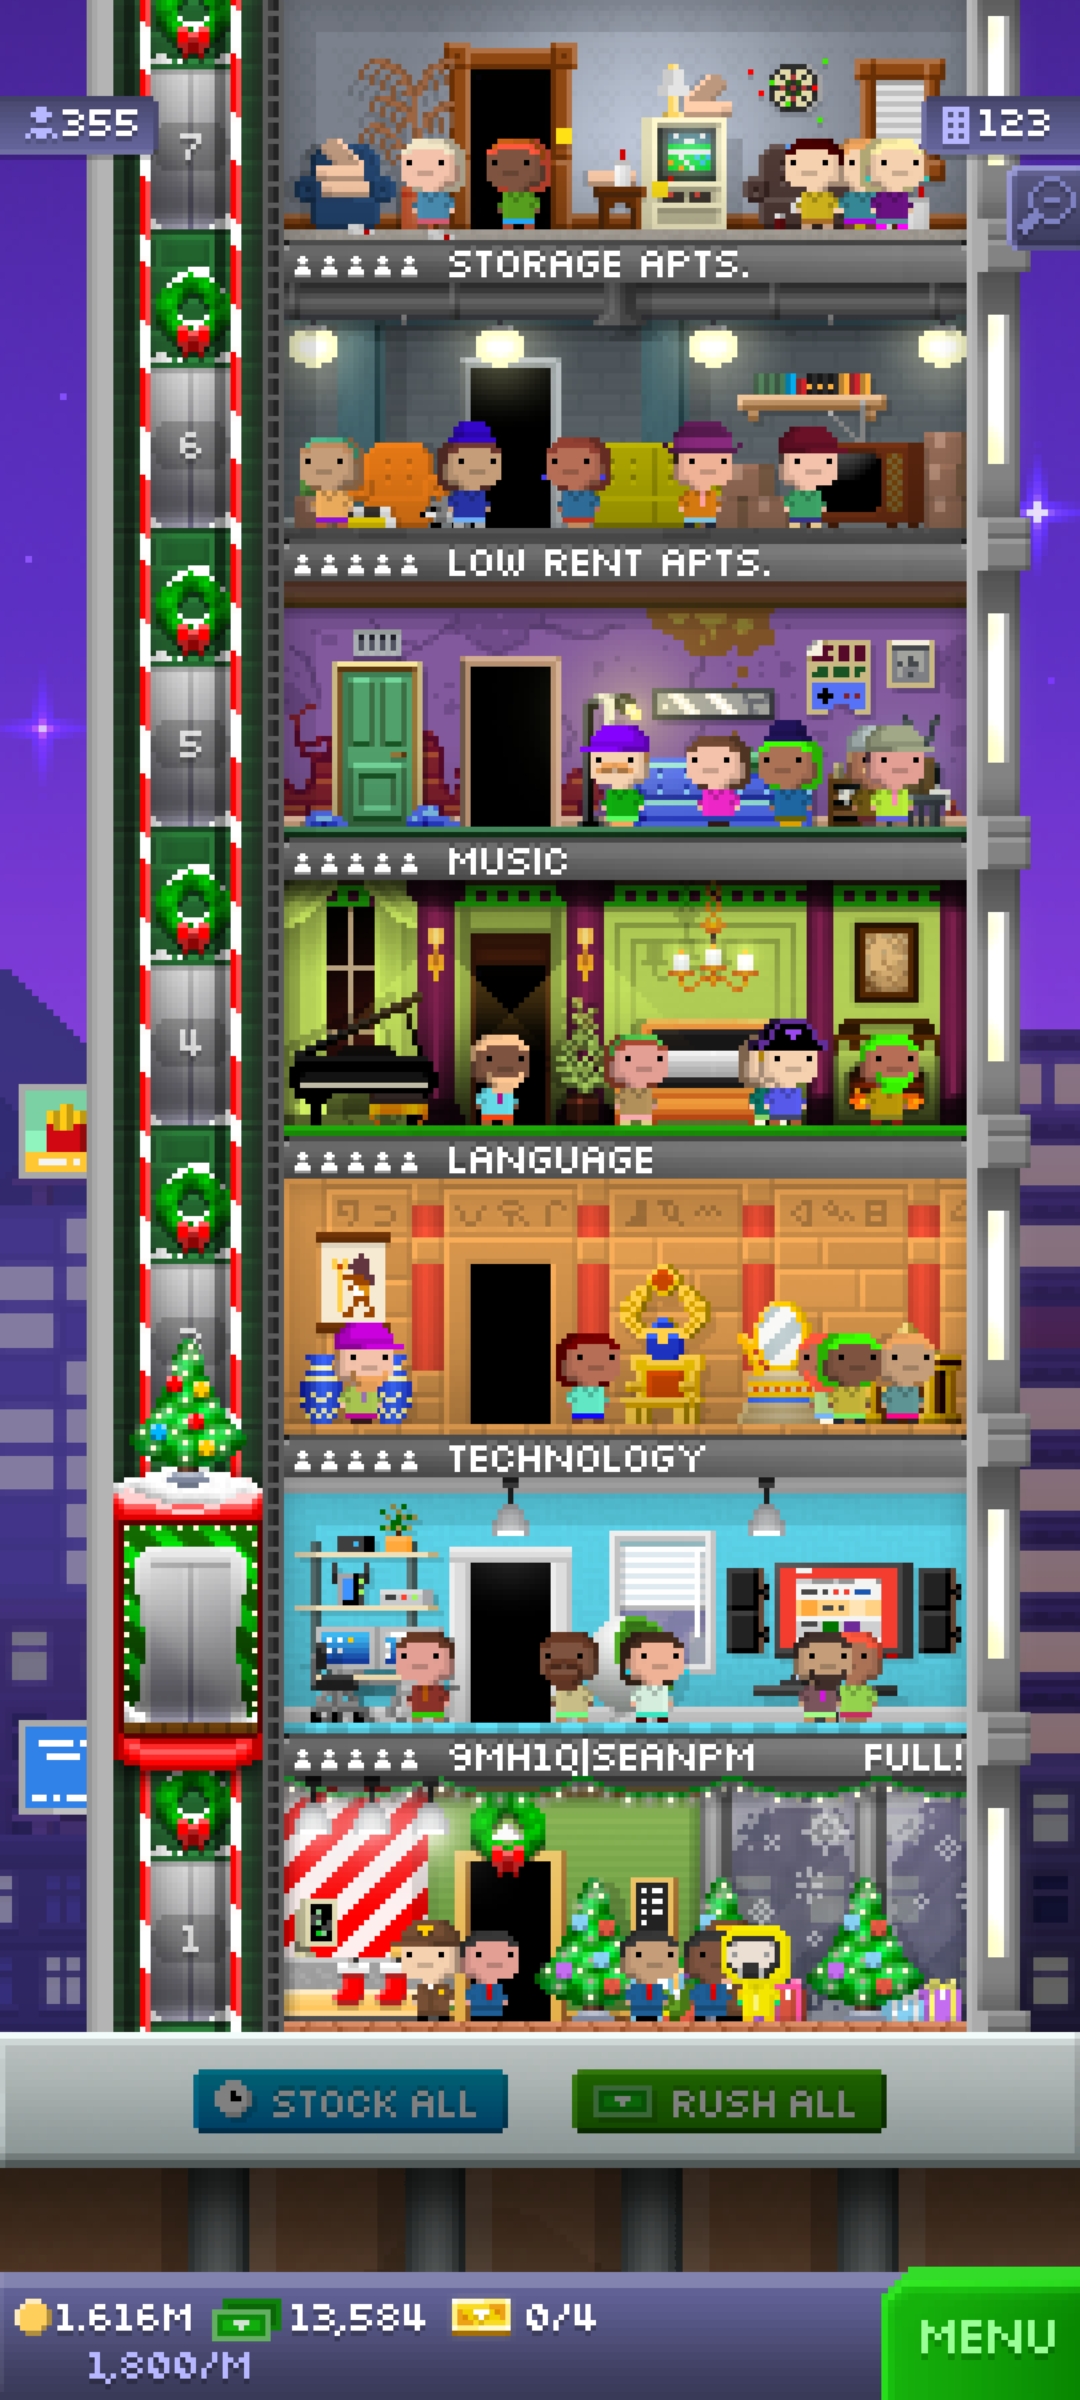 7
355
123
STORAGE APTS.
6
LOW RENT APTS.
5
MUSIC
4
LANGUAGE
TECHNOLOGY
9MH1Q|SEANPM FULL!
1
STOCK ALL
RUSH ALL
1.616M 13,584 0/4
1,800/M
MENU